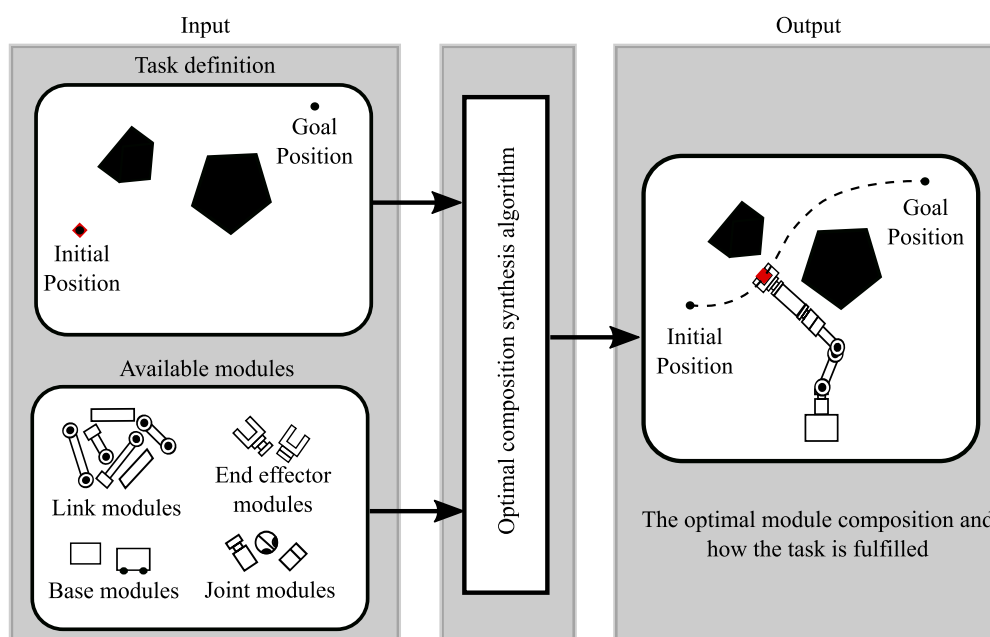 Input
Task definition
Goal
Position
Initial
Position
Available modules
Link modules
End effector
modules
Base modules
Joint modules
Optimal composition synthesis algorithm
Output
Goal
Position
Initial
Position
The optimal module composition and
how the task is fulfilled